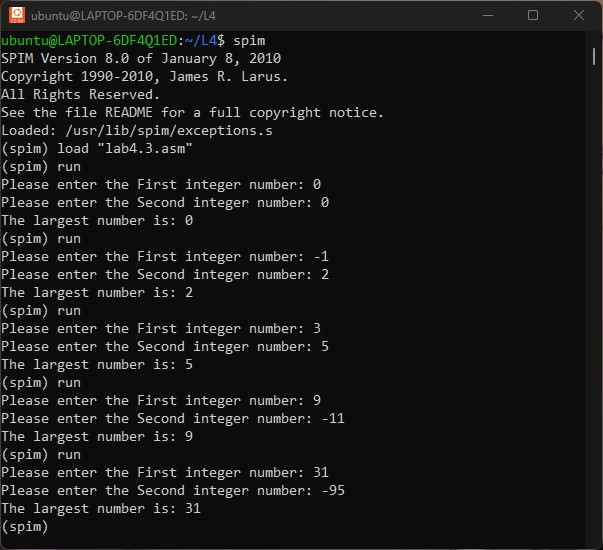 ubuntu@LAPTOP-6DF4Q1ED: ~/L4
ubuntu@LAPTOP-6DF4Q1ED:~/L4$ spim
SPIM Version 8.0 of January 8, 2010
Copyright 1990-2010, James R. Larus.
All Rights Reserved.
See the file README for a full copyright notice.
Loaded: /usr/lib/spim/exceptions.s
(spim) load "lab4.3.asm"
(spim) run
Please enter the First integer number: 0
Please enter the Second integer number: 0
The largest number is: 0
(spim) run
Please enter the First integer number: -1
Please enter the Second integer number: 2
The largest number is: 2
(spim) run
Please enter the First integer number: 3
Please enter the Second integer number: 5
The largest number is: 5
(spim) run
Please enter the First integer number: 9
Please enter the Second integer number: -11
The largest number is: 9
(spim) run
Please enter the First integer number: 31
Please enter the Second integer number: -95
The largest number is: 31
(spim)